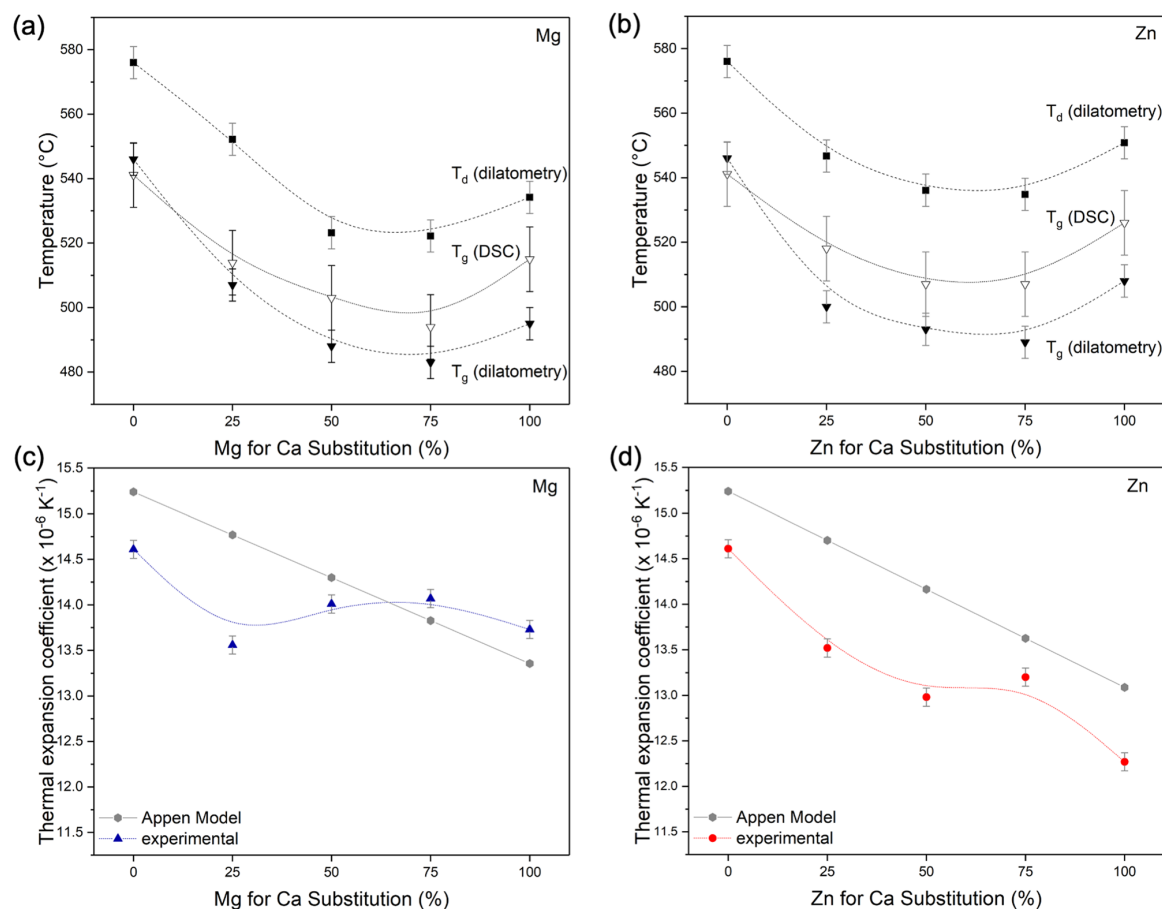 (a)
Mg
580
560
540
520
500
480
Temperature (°C)
T_d (dilatometry)
T_g (DSC)
T_g (dilatometry)
0
25
50
75
100
Mg for Ca Substitution (%)
(b)
Zn
580
560
540
520
500
480
Temperature (°C)
T_d (dilatometry)
T_g (DSC)
T_g (dilatometry)
0
25
50
75
100
Zn for Ca Substitution (%)
(c)
Mg
15.5
15.0
14.5
14.0
13.5
13.0
12.5
12.0
11.5
Thermal expansion coefficient (x 10⁻⁶ K⁻¹)
Appen Model
experimental
0
25
50
75
100
Mg for Ca Substitution (%)
(d)
Zn
15.5
15.0
14.5
14.0
13.5
13.0
12.5
12.0
11.5
Thermal expansion coefficient (x 10⁻⁶ K⁻¹)
Appen Model
experimental
0
25
50
75
100
Zn for Ca Substitution (%)